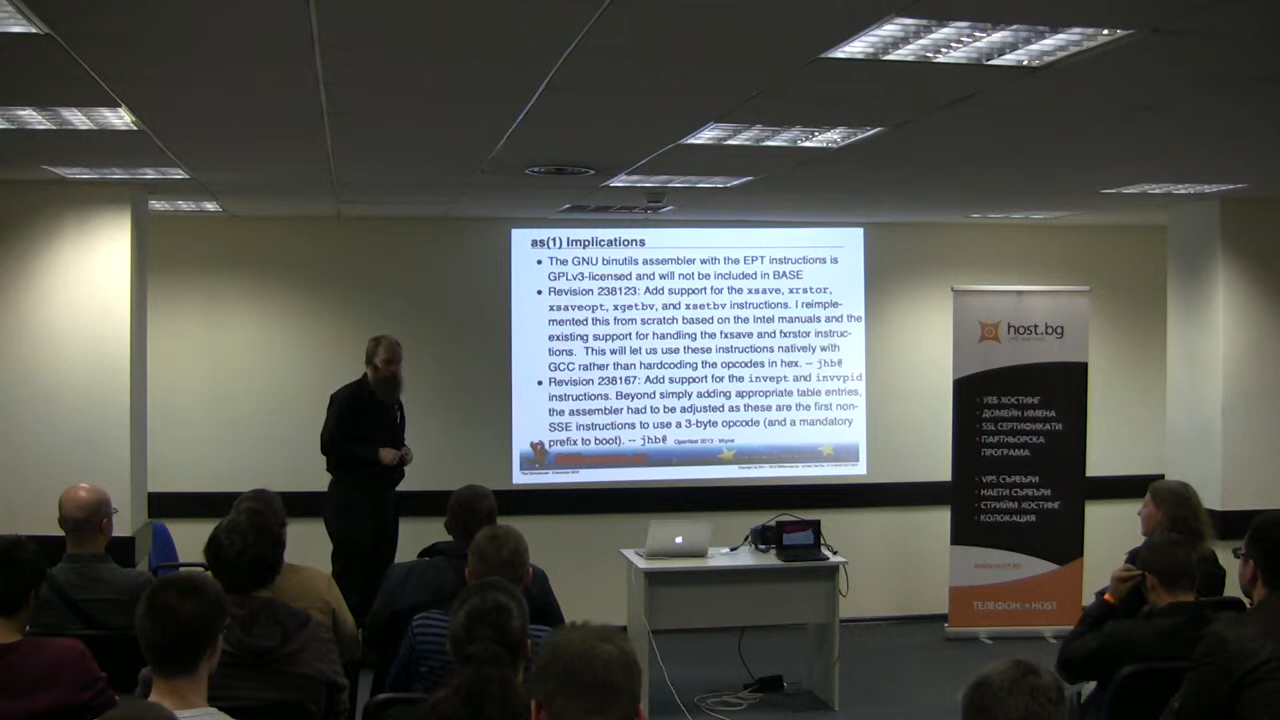 as(1) Implications
• The GNU binutils assembler with the EPT instructions is
GPLv3-licensed and will not be included in BASE
• Revision 238123: Add support for the xsave, xrstor,
xsaveopt, xgetbv, and xsetbv instructions. I reimple-
mented this from scratch based on the Intel manuals and the
existing support for handling the fxsave and fxrstor instruc-
tions. This will let us use these instructions natively with
GCC rather than hardcoding the opcodes in hex. – jhb@
• Revision 238167: Add support for the invept and invvpid
instructions. Beyond simply adding appropriate table entries,
the assembler had to be adjusted as these are the first non-
SSE instructions to use a 3-byte opcode (and a mandatory
prefix to boot). – jhb@
OpenFest 2013 - bhyve
host.bg
• УЕБ ХОСТИНГ
• ДОМЕЙН ИМЕНА
• SSL СЕРТИФИКАТИ
• ПАРТНЬОРСКА
ПРОГРАМА
• VPS СЪРВЪРИ
• НАЕТИ СЪРВЪРИ
• СТРИЙМ ХОСТИНГ
• КОЛОКАЦИЯ
WWW.HOST.BG
ТЕЛЕФОН: • HOST